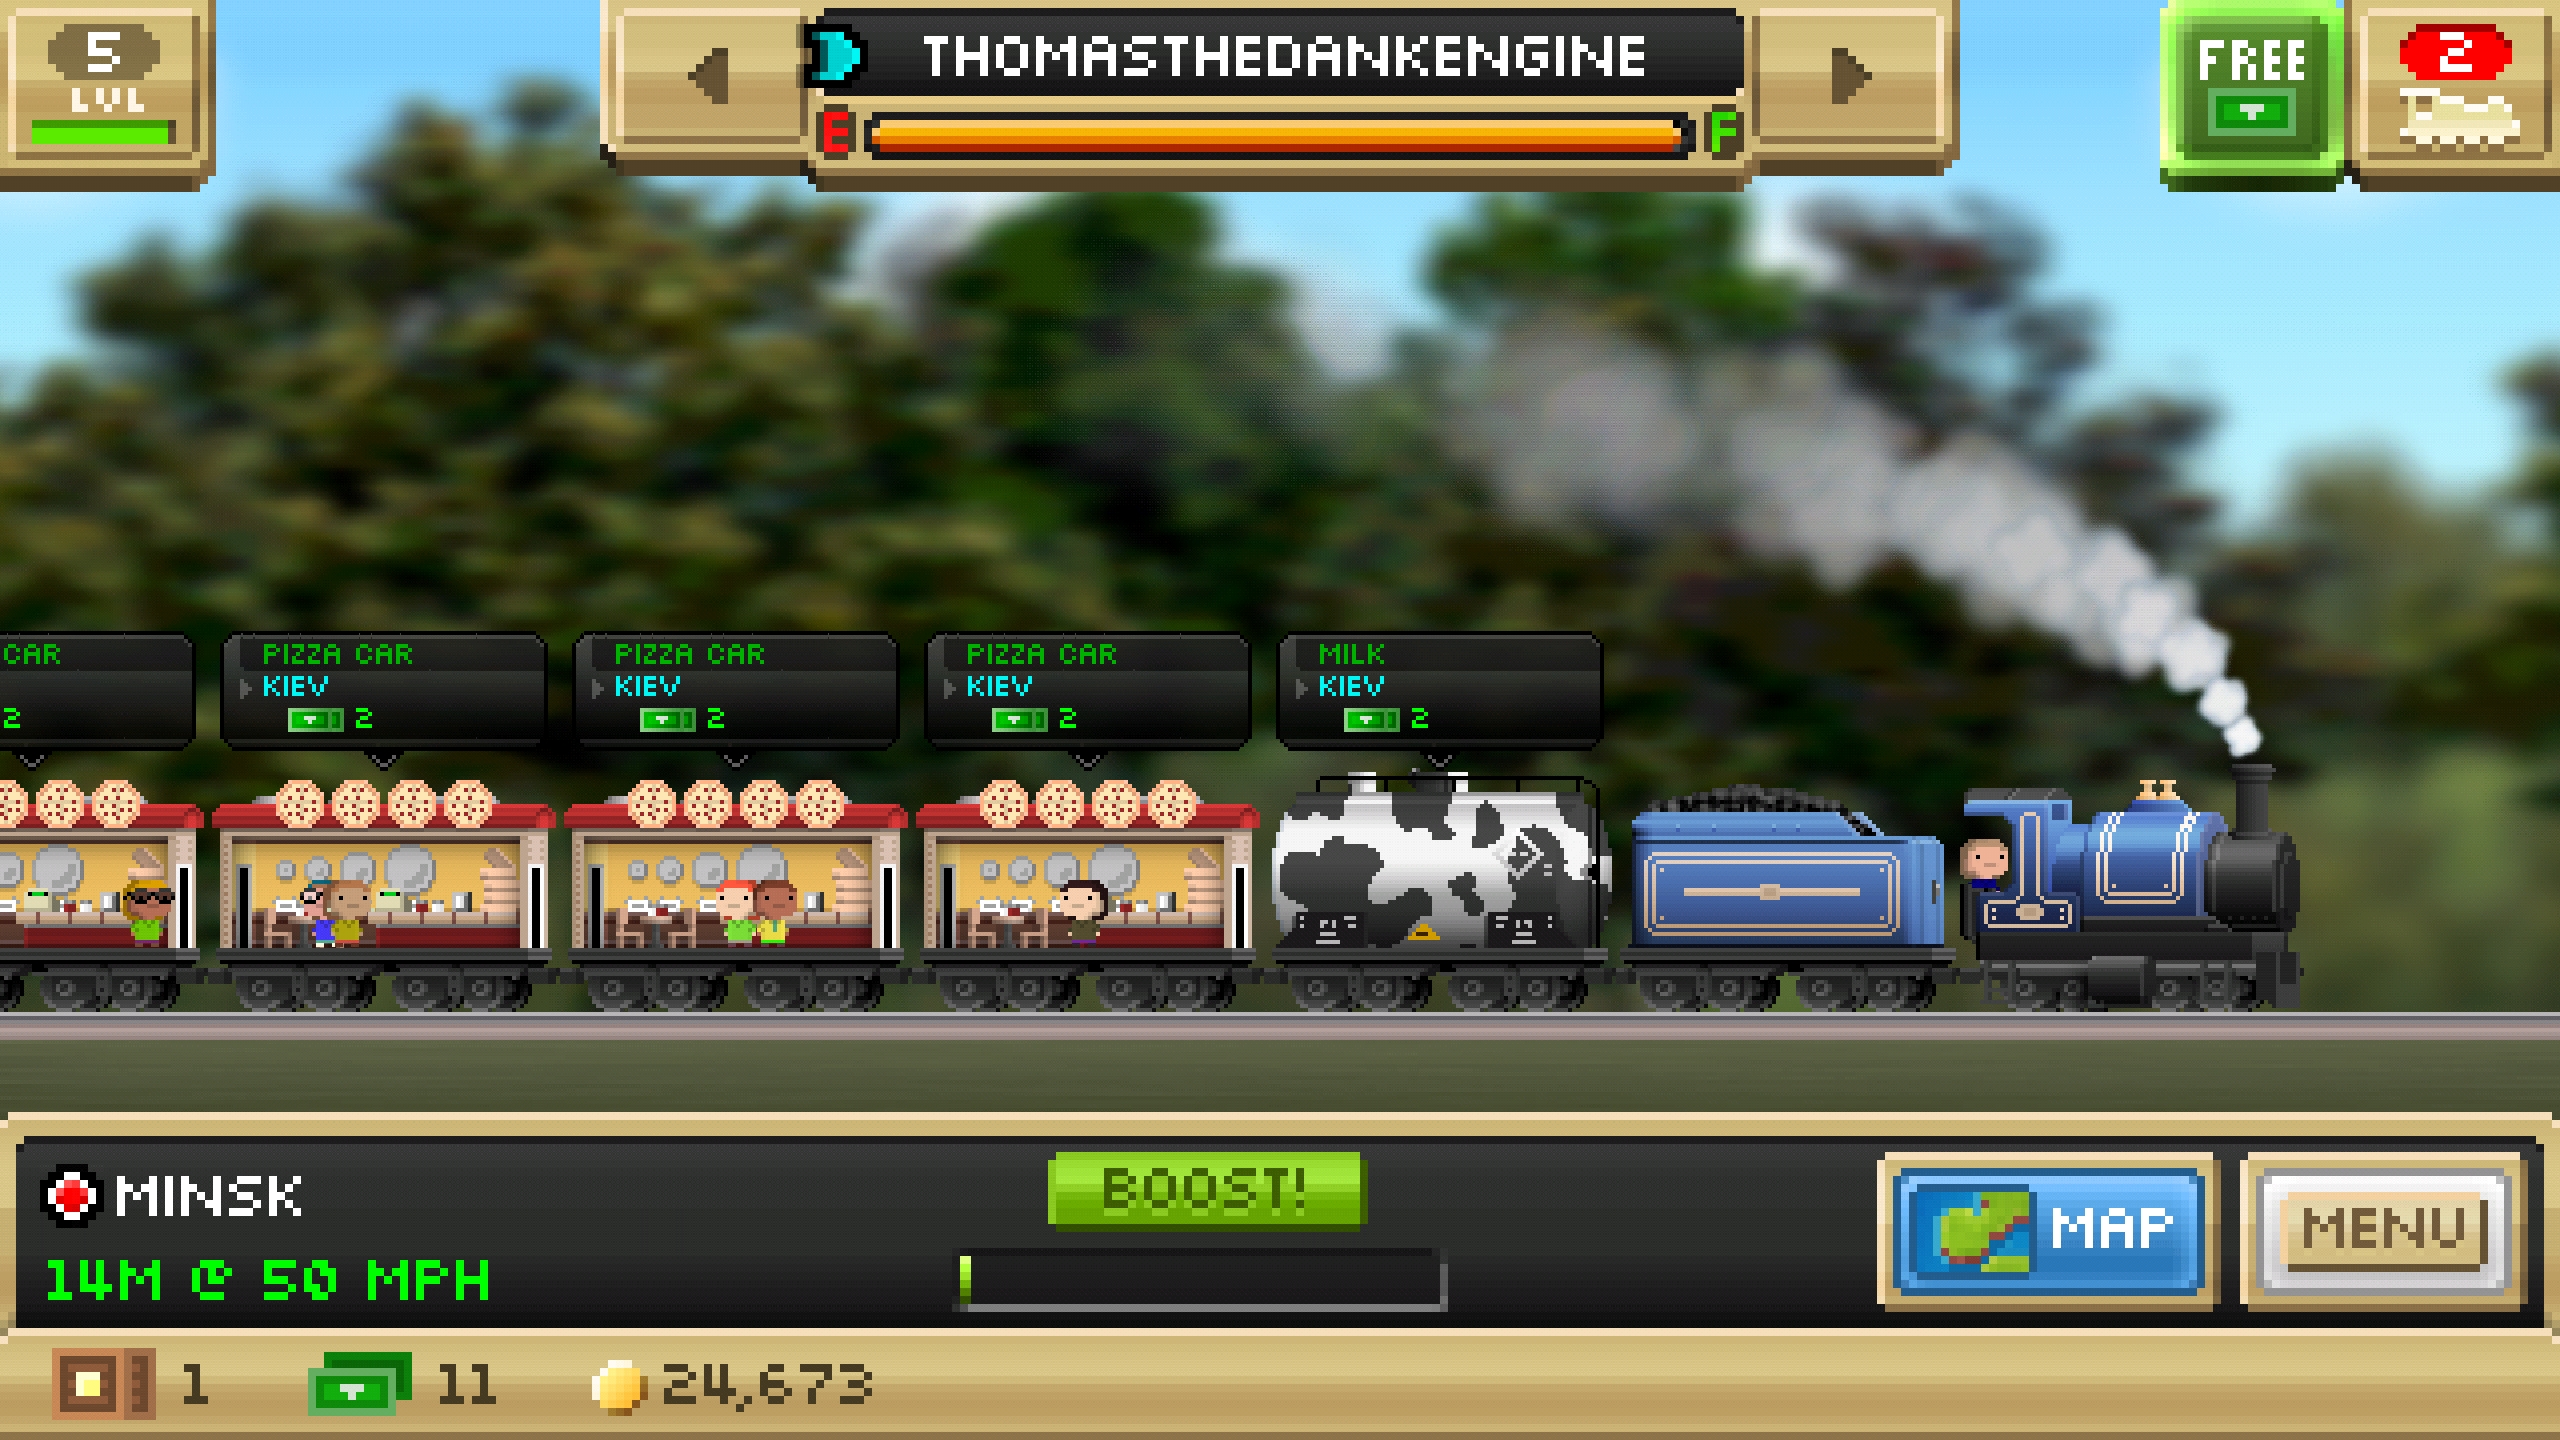 5
LVL
THOMASTHEDANKENGINE
E F
FREE
2
CAR
2
PIZZA CAR
KIEV
2
PIZZA CAR
KIEV
2
PIZZA CAR
KIEV
2
MILK
KIEV
2
MINSK
14M @ 50 MPH
BOOST!
MAP
MENU
1
11
24,673